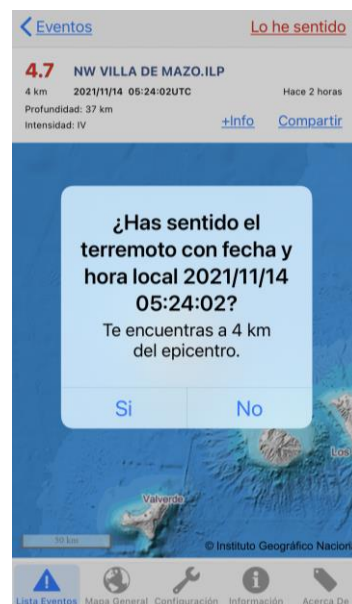 Eventos
Lo he sentido
4.7 NW VILLA DE MAZO.ILP
4 km 2021/11/14 05:24:02UTC Hace 2 horas
Profundidad: 37 km
Intensidad: IV +Info Compartir
¿Has sentido el
terremoto con fecha y
hora local 2021/11/14
05:24:02?
Te encuentras a 4 km
del epicentro.
Si No
Los
Valverde
50 km
© Instituto Geográfico Nacion
Lista Eventos Mapa General Configuración Información Acerca De